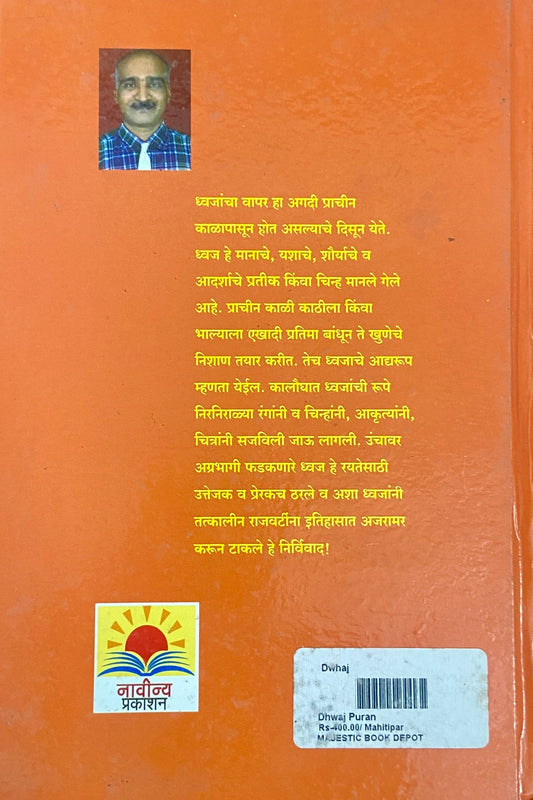 ध्वजांचा वापर हा अगदी प्राचीन
काळापासून होत असल्याचे दिसून येते.
ध्वज हे मानाचे, यशाचे, शौर्याचे व
आदर्शाचे प्रतीक किंवा चिन्ह मानले गेले
आहे. प्राचीन काळी काठीला किंवा
भाल्याला एखादी प्रतिमा बांधून ते खुणेचे
निशाण तयार करीत. तेच ध्वजाचे आद्यरूप
म्हणता येईल. कालौघात ध्वजांची रूपे
निरनिराळ्या रंगांनी व चिन्हांनी, आकृत्यांनी,
चित्रांनी सजविली जाऊ लागली. उंचावर
अग्रभागी फडकणारे ध्वज हे रयतेसाठी
उत्तेजक व प्रेरकच ठरले व अशा ध्वजांनी
तत्कालीन राजवटींना इतिहासात अजरामर
करून टाकले हे निर्विवाद!
नावीन्य
प्रकाशन
Dwhaj
Dhwaj Puran
Rs-400.00/ Mahitipar
MAJESTIC BOOK DEPOT